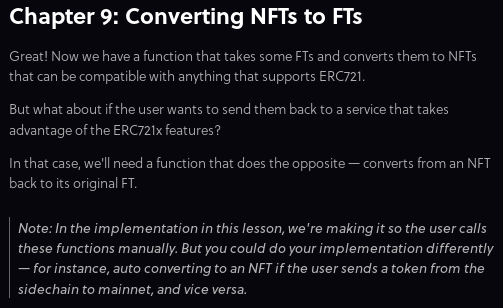 Chapter 9: Converting NFTs to FTs
Great! Now we have a function that takes some FTs and converts them to NFTs
that can be compatible with anything that supports ERC721.
But what about if the user wants to send them back to a service that takes
advantage of the ERC721x features?
In that case, we'll need a function that does the opposite — converts from an NFT
back to its original FT.
Note: In the implementation in this lesson, we're making it so the user calls
these functions manually. But you could do your implementation differently
— for instance, auto converting to an NFT if the user sends a token from the
sidechain to mainnet, and vice versa.